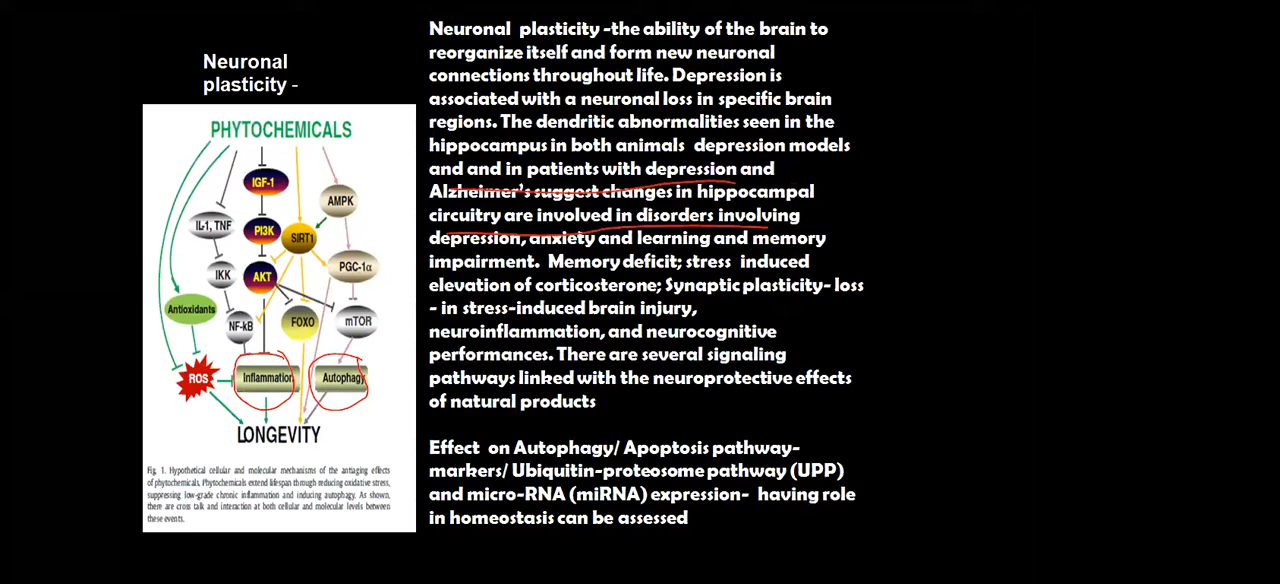 Neuronal
plasticity -
PHYTOCHEMICALS
IGF-1
AMPK
IL-1, TNF
PI3K
SIRT1
IKK
AKT
PGC-1α
Antioxidants
NF-kB
FOXO
mTOR
ROS
Inflammation
Autophagy
LONGEVITY
Fig. 1. Hypothetical cellular and molecular mechanisms of the antiaging effects
of phytochemicals. Phytochemicals extend lifespan through reducing oxidative stress,
suppressing low-grade chronic inflammation and inducing autophagy. As shown,
there are cross talk and interaction at both cellular and molecular levels between
these events.
Neuronal plasticity -the ability of the brain to
reorganize itself and form new neuronal
connections throughout life. Depression is
associated with a neuronal loss in specific brain
regions. The dendritic abnormalities seen in the
hippocampus in both animals depression models
and and in patients with depression and
Alzheimer's suggest changes in hippocampal
circuitry are involved in disorders involving
depression, anxiety and learning and memory
impairment. Memory deficit; stress induced
elevation of corticosterone; Synaptic plasticity- loss
- in stress-induced brain injury,
neuroinflammation, and neurocognitive
performances. There are several signaling
pathways linked with the neuroprotective effects
of natural products
Effect on Autophagy/ Apoptosis pathway-
markers/ Ubiquitin-proteosome pathway (UPP)
and micro-RNA (miRNA) expression- having role
in homeostasis can be assessed